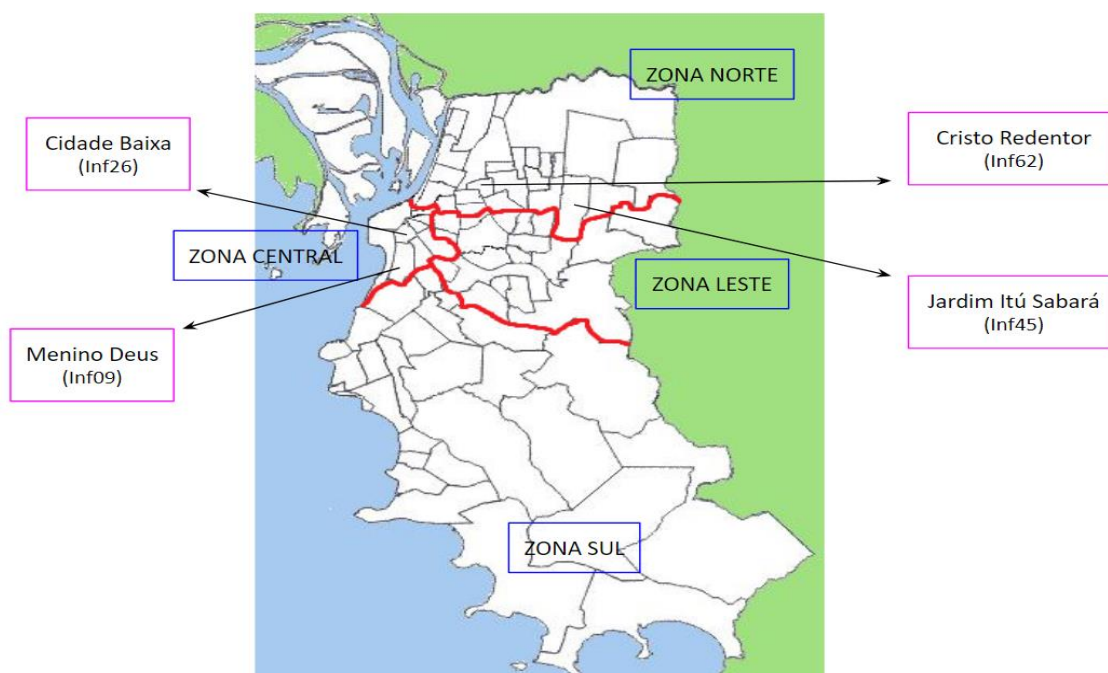 ZONA NORTE
Cidade Baixa
(Inf26)
Cristo Redentor
(Inf62)
ZONA CENTRAL
ZONA LESTE
Jardim Itú Sabará
(Inf45)
Menino Deus
(Inf09)
ZONA SUL